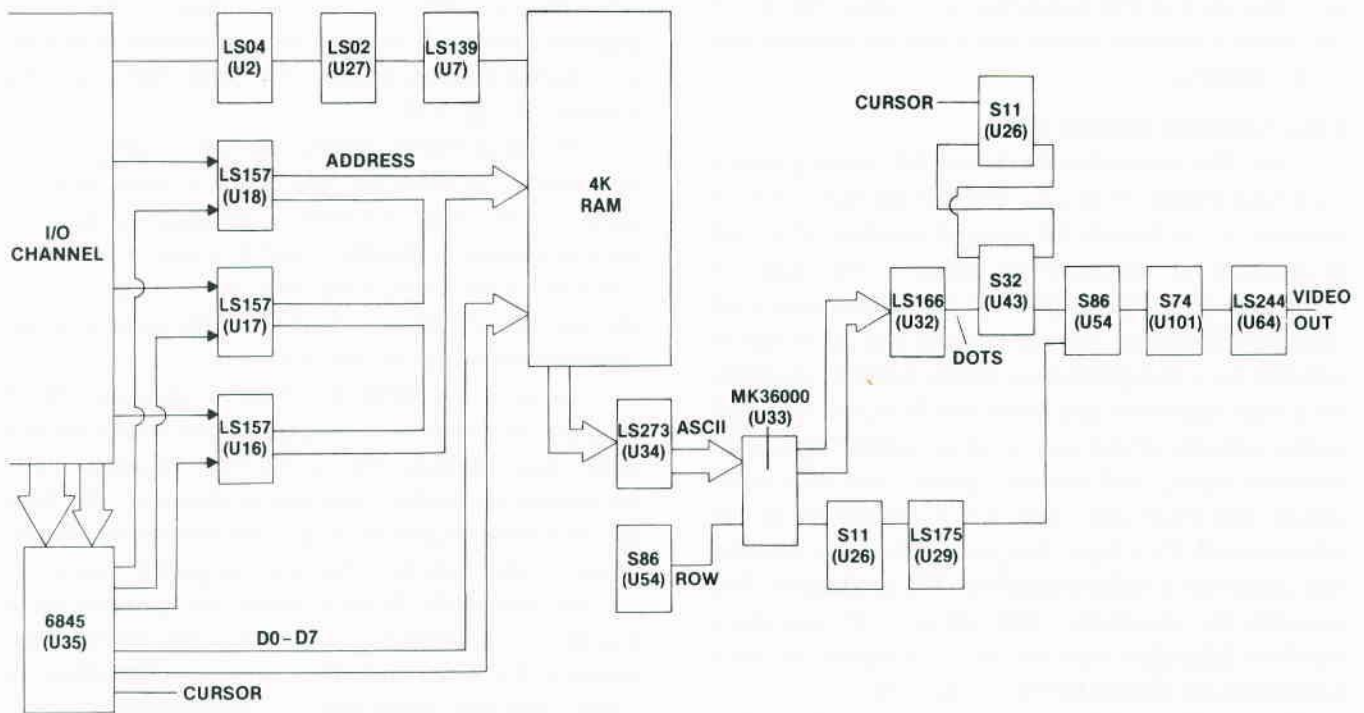 LS04
(U2)
LS02
(U27)
LS139
(U7)
I/O
CHANNEL
LS157
(U18)
ADDRESS
LS157
(U17)
LS157
(U16)
4K
RAM
6845
(U35)
D0–D7
CURSOR
LS273
(U34)
ASCII
MK36000
(U33)
S86
(U54)
ROW
S11
(U26)
LS175
(U29)
LS166
(U32)
DOTS
CURSOR
S11
(U26)
S32
(U43)
S86
(U54
S74
(U101)
LS244
(U64)
VIDEO
OUT